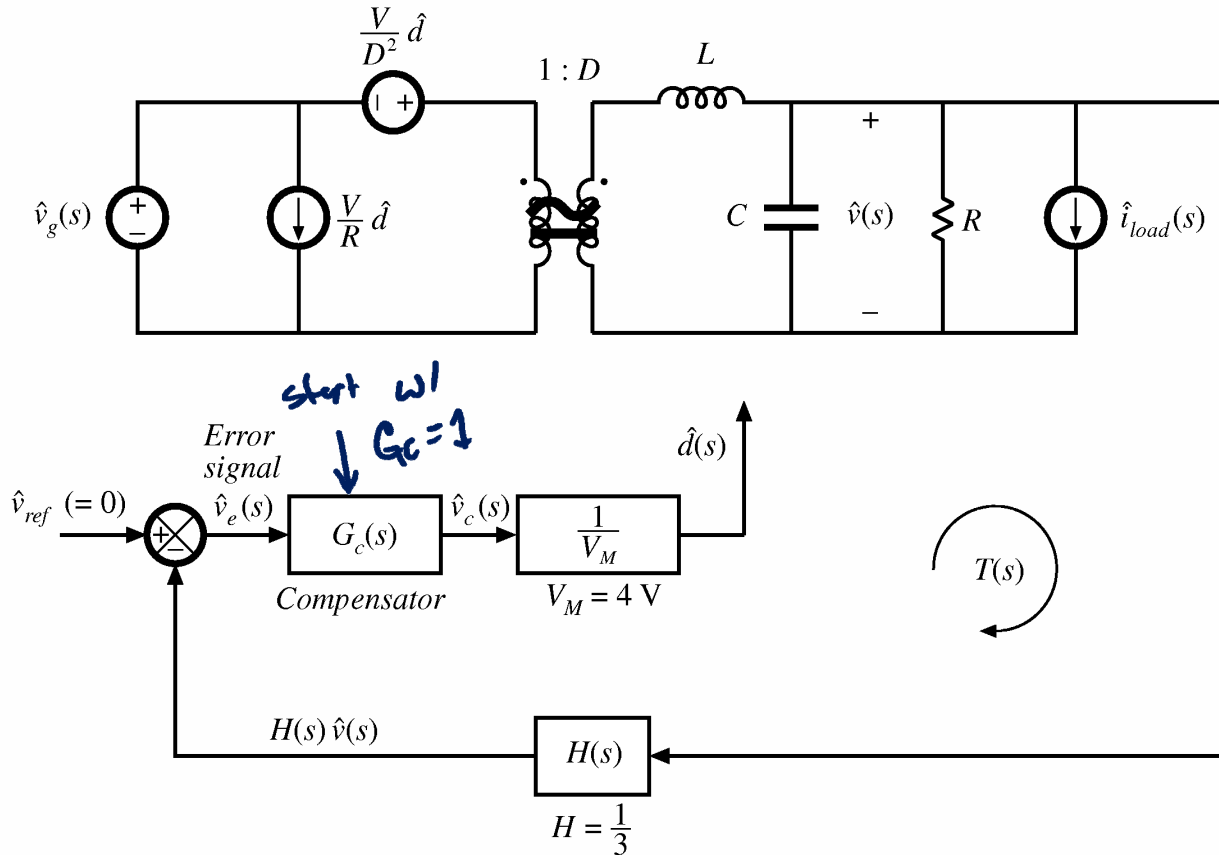 V/D² d̂
1 : D
L
+
−
+
v̂_g(s)
+
−
V/R d̂
C
v̂(s)
R
î_load(s)
−
start w/
G_c = 1
Error
signal
d̂(s)
v̂_ref (= 0)
v̂_e(s)
v̂_c(s)
+
−
G_c(s)
1/V_M
T(s)
Compensator
V_M = 4 V
H(s) v̂(s)
H(s)
H = 1/3